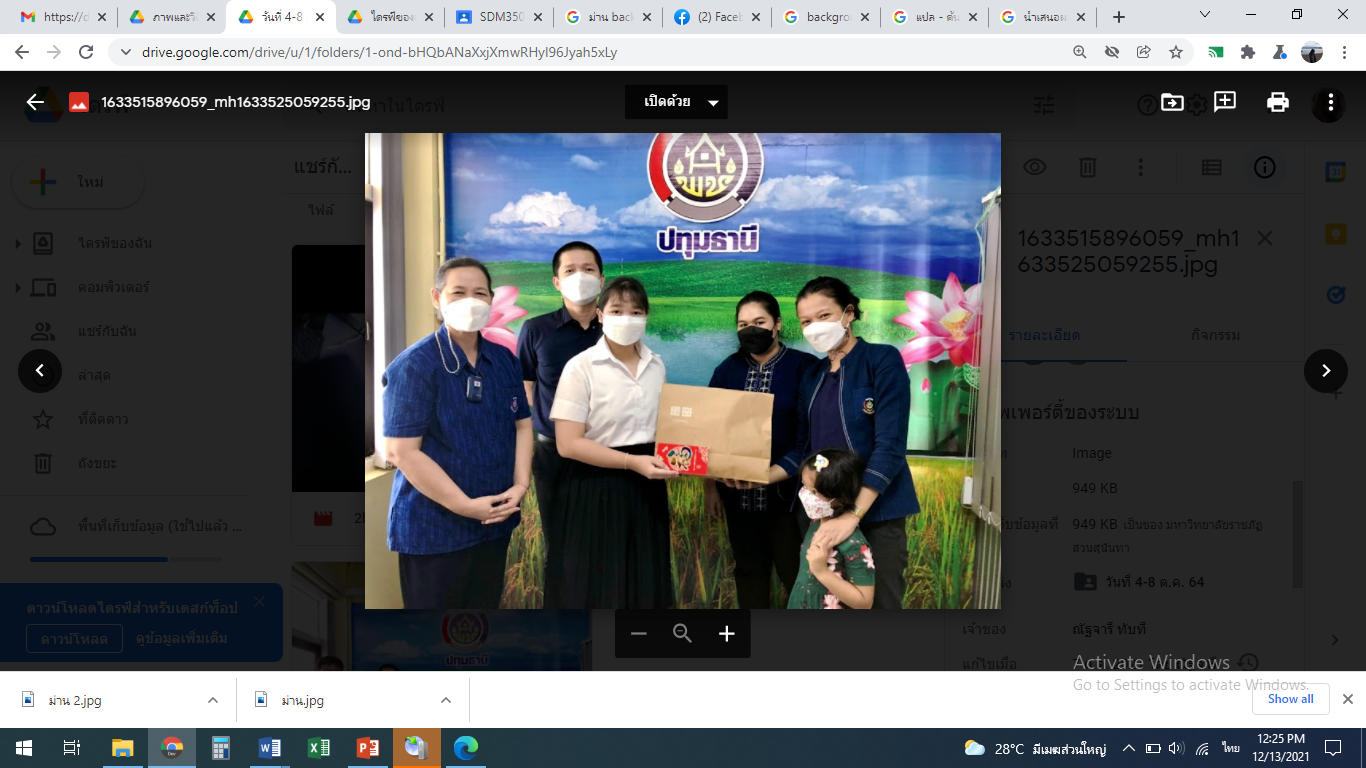 https://d
ภาพและวิ
วันที่ 4-8
ไดรฟ์ของ
SDM350
ม่าน bac
(2) Faceb
backgro
แปล - ค้น
นำเสนอผ
drive.google.com/drive/u/1/folders/1-ond-bHQbANaXxjXmwRHyI96Jyah5xLy
1633515896059_mh1633525059255.jpg
เปิดด้วย
ใหม่
แชร์กั...
ไฟล์
ไดรฟ์ของฉัน
คอมพิวเตอร์
แชร์กับฉัน
ล่าสุด
ที่ติดดาว
ถังขยะ
พื้นที่เก็บข้อมูล (ใช้ไปแล้ว ...
ดาวน์โหลดไดรฟ์สำหรับเดสก์ท็อป
ดาวน์โหลด
ดูข้อมูลเพิ่มเติม
พมจ
ปทุมธานี
ปทุมธานี
1633515896059_mh1
633525059255.jpg
รายละเอียด
กิจกรรม
พเพอร์ตี้ของระบบ
Image
949 KB
ับข้อมูลที่
949 KB เป็นของ มหาวิทยาลัยราชภัฏ
สวนสุนันทา
วันที่ 4-8 ต.ค. 64
เจ้าของ
ณัฐจารี ทับที
แก้ไขเมื่อ
Activate Windows
Go to Settings to activate Windows.
ม่าน 2.jpg
ม่าน.jpg
Show all
28°C มีเมฆส่วนใหญ่
ไทย
12:25 PM
12/13/2021